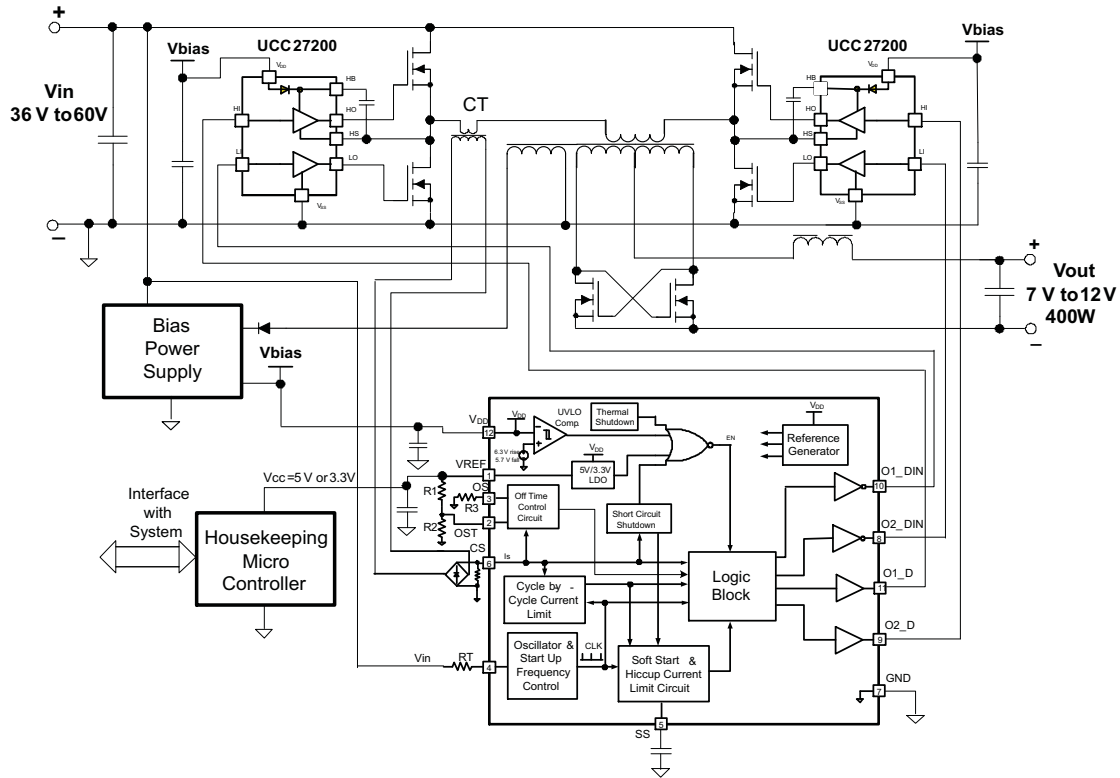 +
Vbias
UCC27200
UCC27200
Vbias
Vin
36 V to60V
VDD
HB
HI
HO
HS
LI
LO
VSS
CT
VDD
HB
HO
HI
HS
LO
LI
VSS
–
+
Vout
7 V to12V
400W
–
Bias
Power
Supply
Vbias
VDD
12
VDD
UVLO
Comp.
6.3 V rise
5.7 V fall
Thermal
Shutdown
EN
VDD
Reference
Generator
VREF
1
VDD
5V/3.3V
LDO
Vcc=5 V or 3.3V
R1
OS
3
R3
R2
2
OST
Off Time
Control
Circuit
Short Circuit
Shutdown
O1_DIN
10
O2_DIN
8
O1_D
11
O2_D
9
Interface
with
System
Housekeeping
Micro
Controller
CS
6
Is
Cycle by -
Cycle Current
Limit
Logic
Block
Vin
RT
4
Oscillator &
Start Up
Frequency
Control
CLK
Soft Start &
Hiccup Current
Limit Circuit
GND
7
5
SS